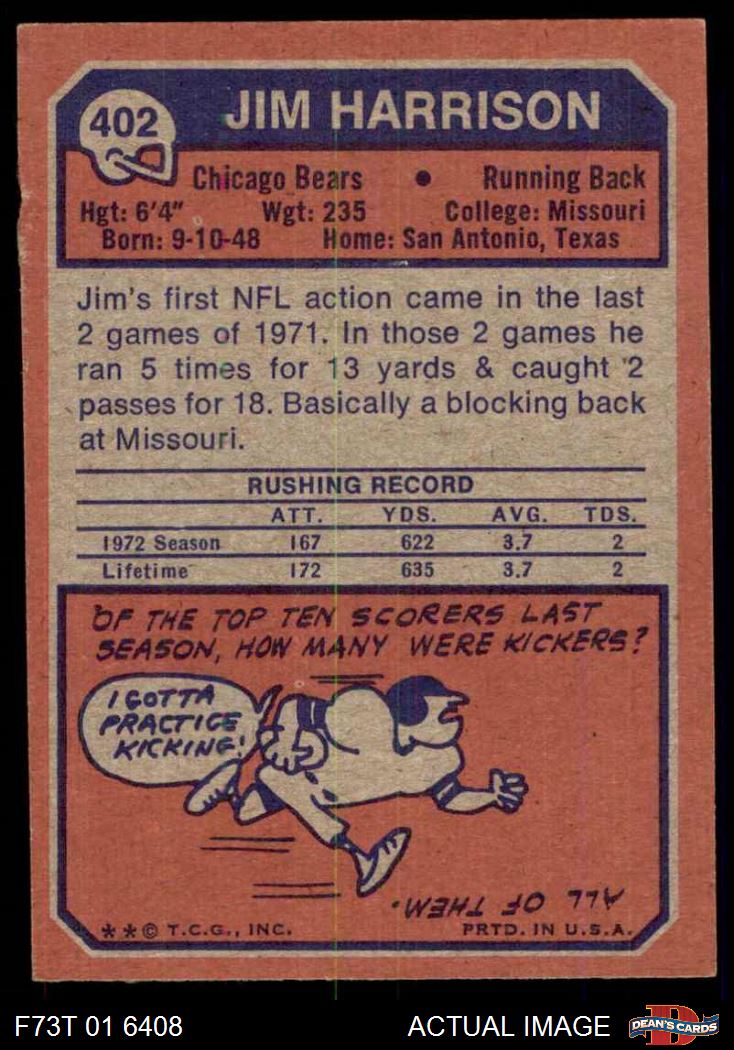 402
JIM HARRISON
Chicago Bears • Running Back
Hgt: 6'4" Wgt: 235 College: Missouri
Born: 9-10-48 Home: San Antonio, Texas
Jim's first NFL action came in the last
2 games of 1971. In those 2 games he
ran 5 times for 13 yards & caught 2
passes for 18. Basically a blocking back
at Missouri.
RUSHING RECORD
ATT. YDS. AVG. TDS.
1972 Season 167 622 3.7 2
Lifetime 172 635 3.7 2
OF THE TOP TEN SCORERS LAST
SEASON, HOW MANY WERE KICKERS?
I GOTTA
PRACTICE
KICKING!
ALL OF THEM.
** © T.C.G., INC. PRTD. IN U.S.A.
F73T 01 6408 ACTUAL IMAGE D DEAN'S CARDS